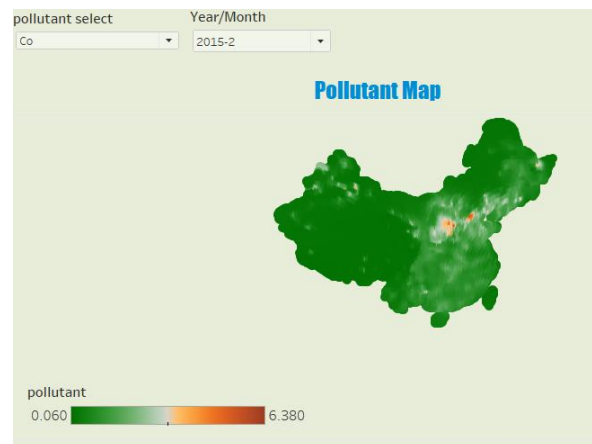 pollutant select
Year/Month
Co
2015-2
Pollutant Map
pollutant
0.060
6.380